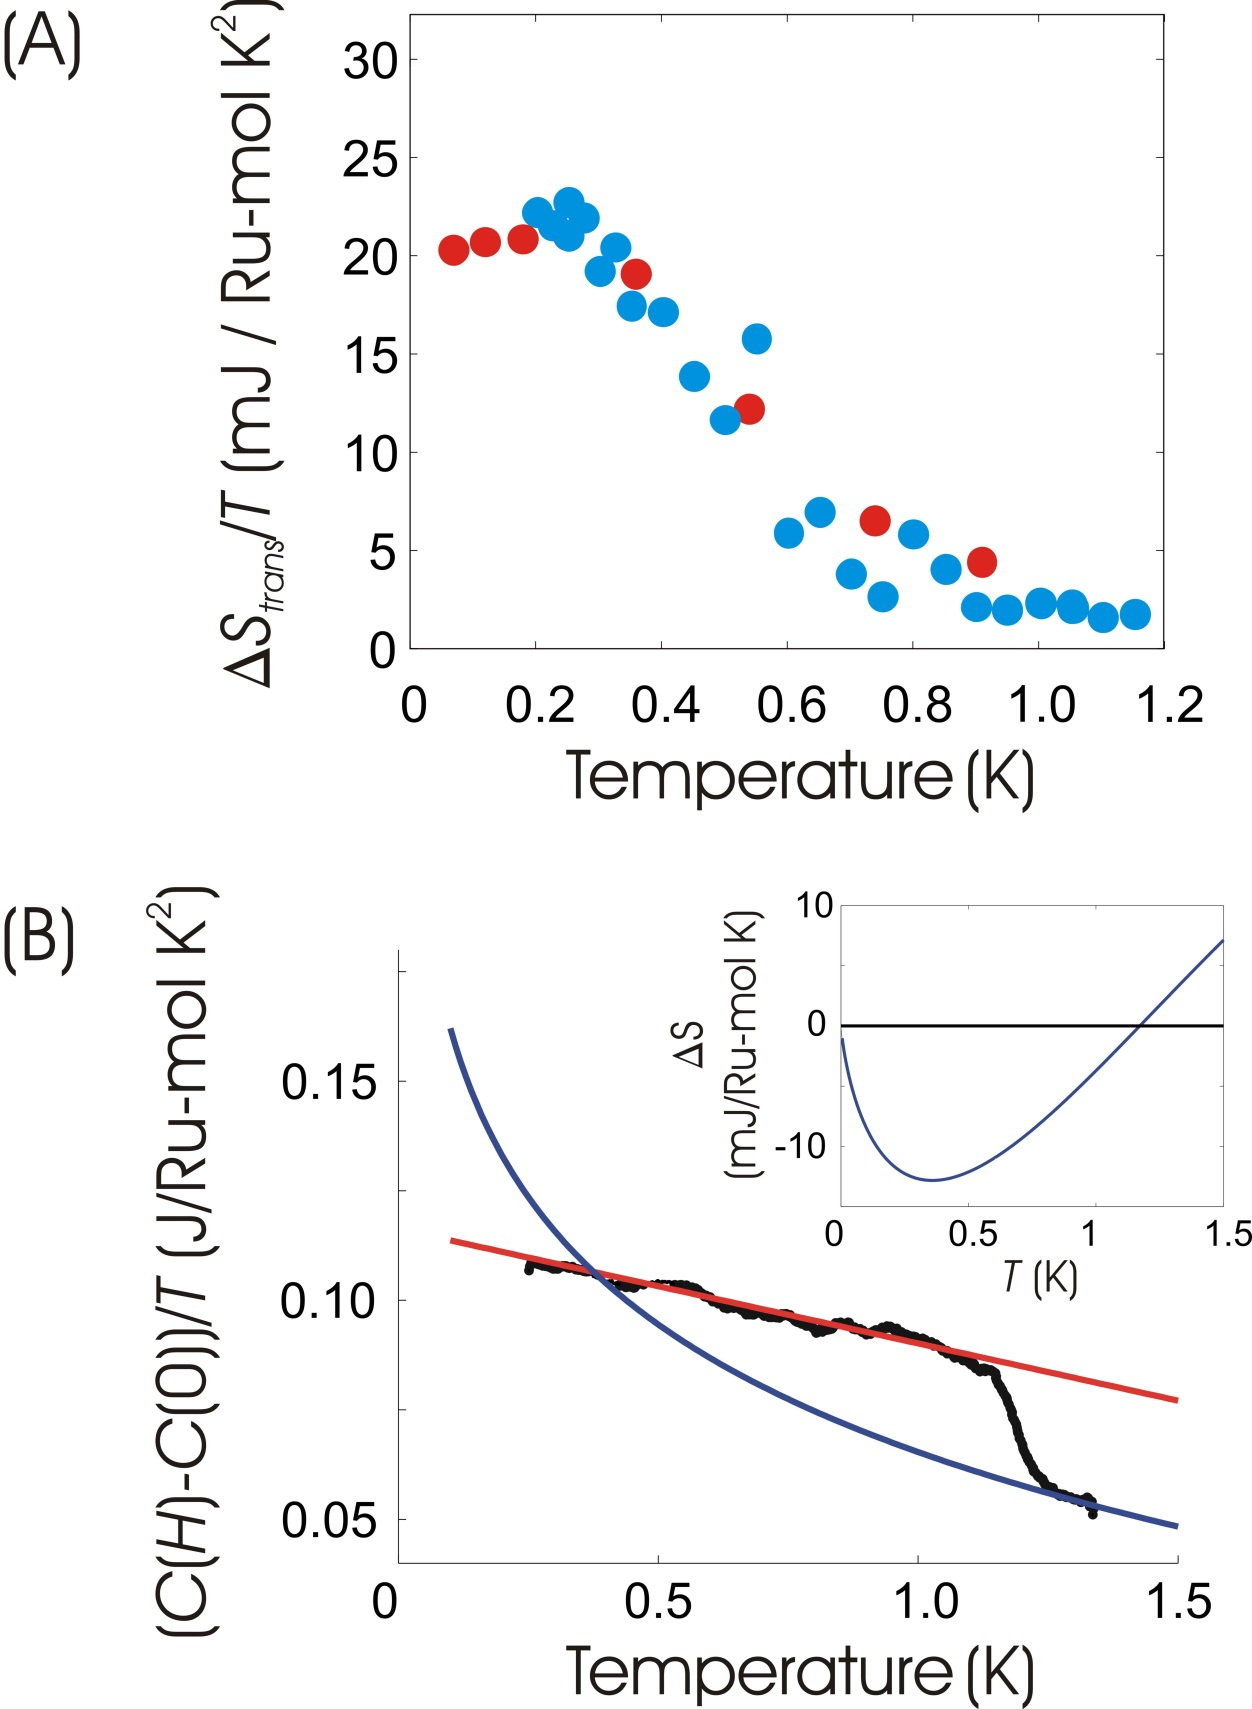 (A)
ΔS_trans/T (mJ / Ru-mol K²)
30
25
20
15
10
5
0
0 0.2 0.4 0.6 0.8 1.0 1.2
Temperature (K)
(B)
(C(H)-C(0))/T (J/Ru-mol K²)
0.15
0.10
0.05
0 0.5 1.0 1.5
Temperature (K)
ΔS
(mJ/Ru-mol K)
10
0
-10
0 0.5 1 1.5
T (K)